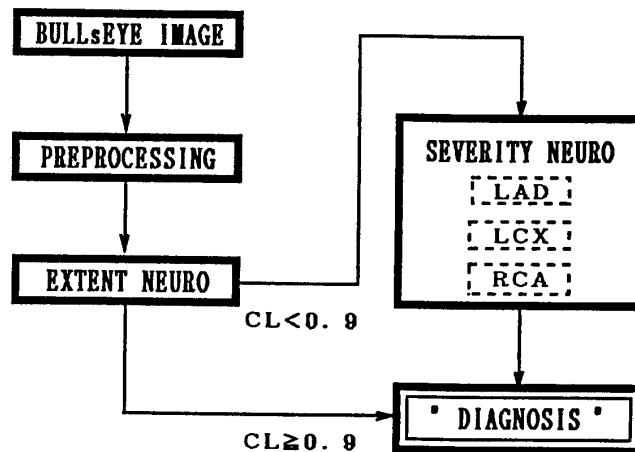 BULLsEYE IMAGE
PREPROCESSING
EXTENT NEURO
CL<0.9
CL≧0.9
SEVERITY NEURO
LAD
LCX
RCA
" DIAGNOSIS "